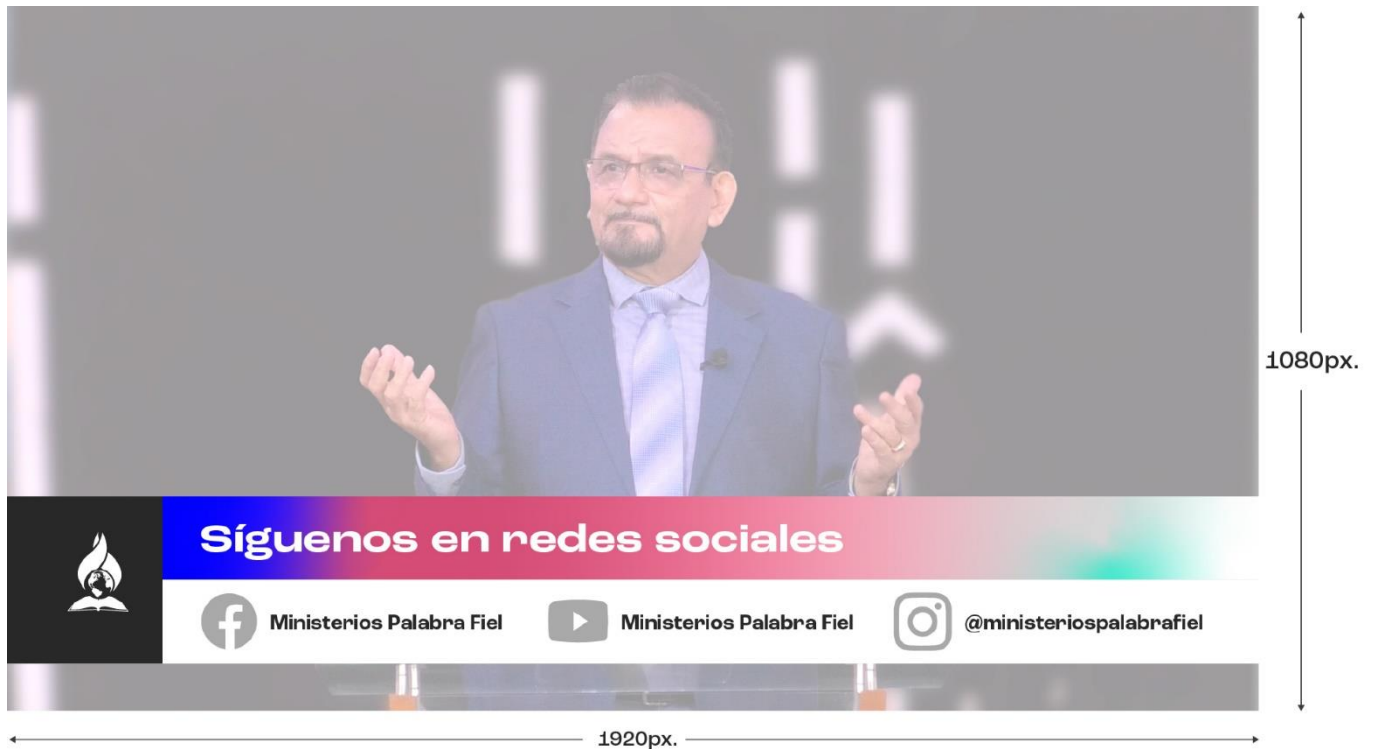 Síguenos en redes sociales
Ministerios Palabra Fiel
Ministerios Palabra Fiel
@ministeriospalabrafiel
1080px.
1920px.